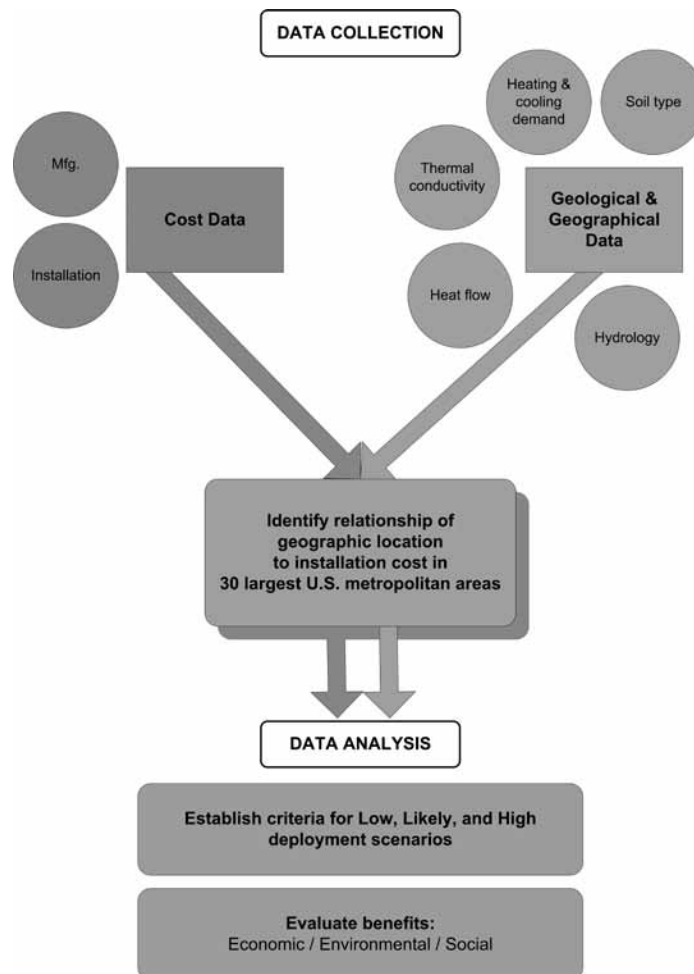 DATA COLLECTION
Mfg.
Installation
Cost Data
Heating &
cooling
demand
Soil type
Thermal
conductivity
Geological &
Geographical
Data
Heat flow
Hydrology
Identify relationship of
geographic location
to installation cost in
30 largest U.S. metropolitan areas
DATA ANALYSIS
Establish criteria for Low, Likely, and High
deployment scenarios
Evaluate benefits:
Economic / Environmental / Social